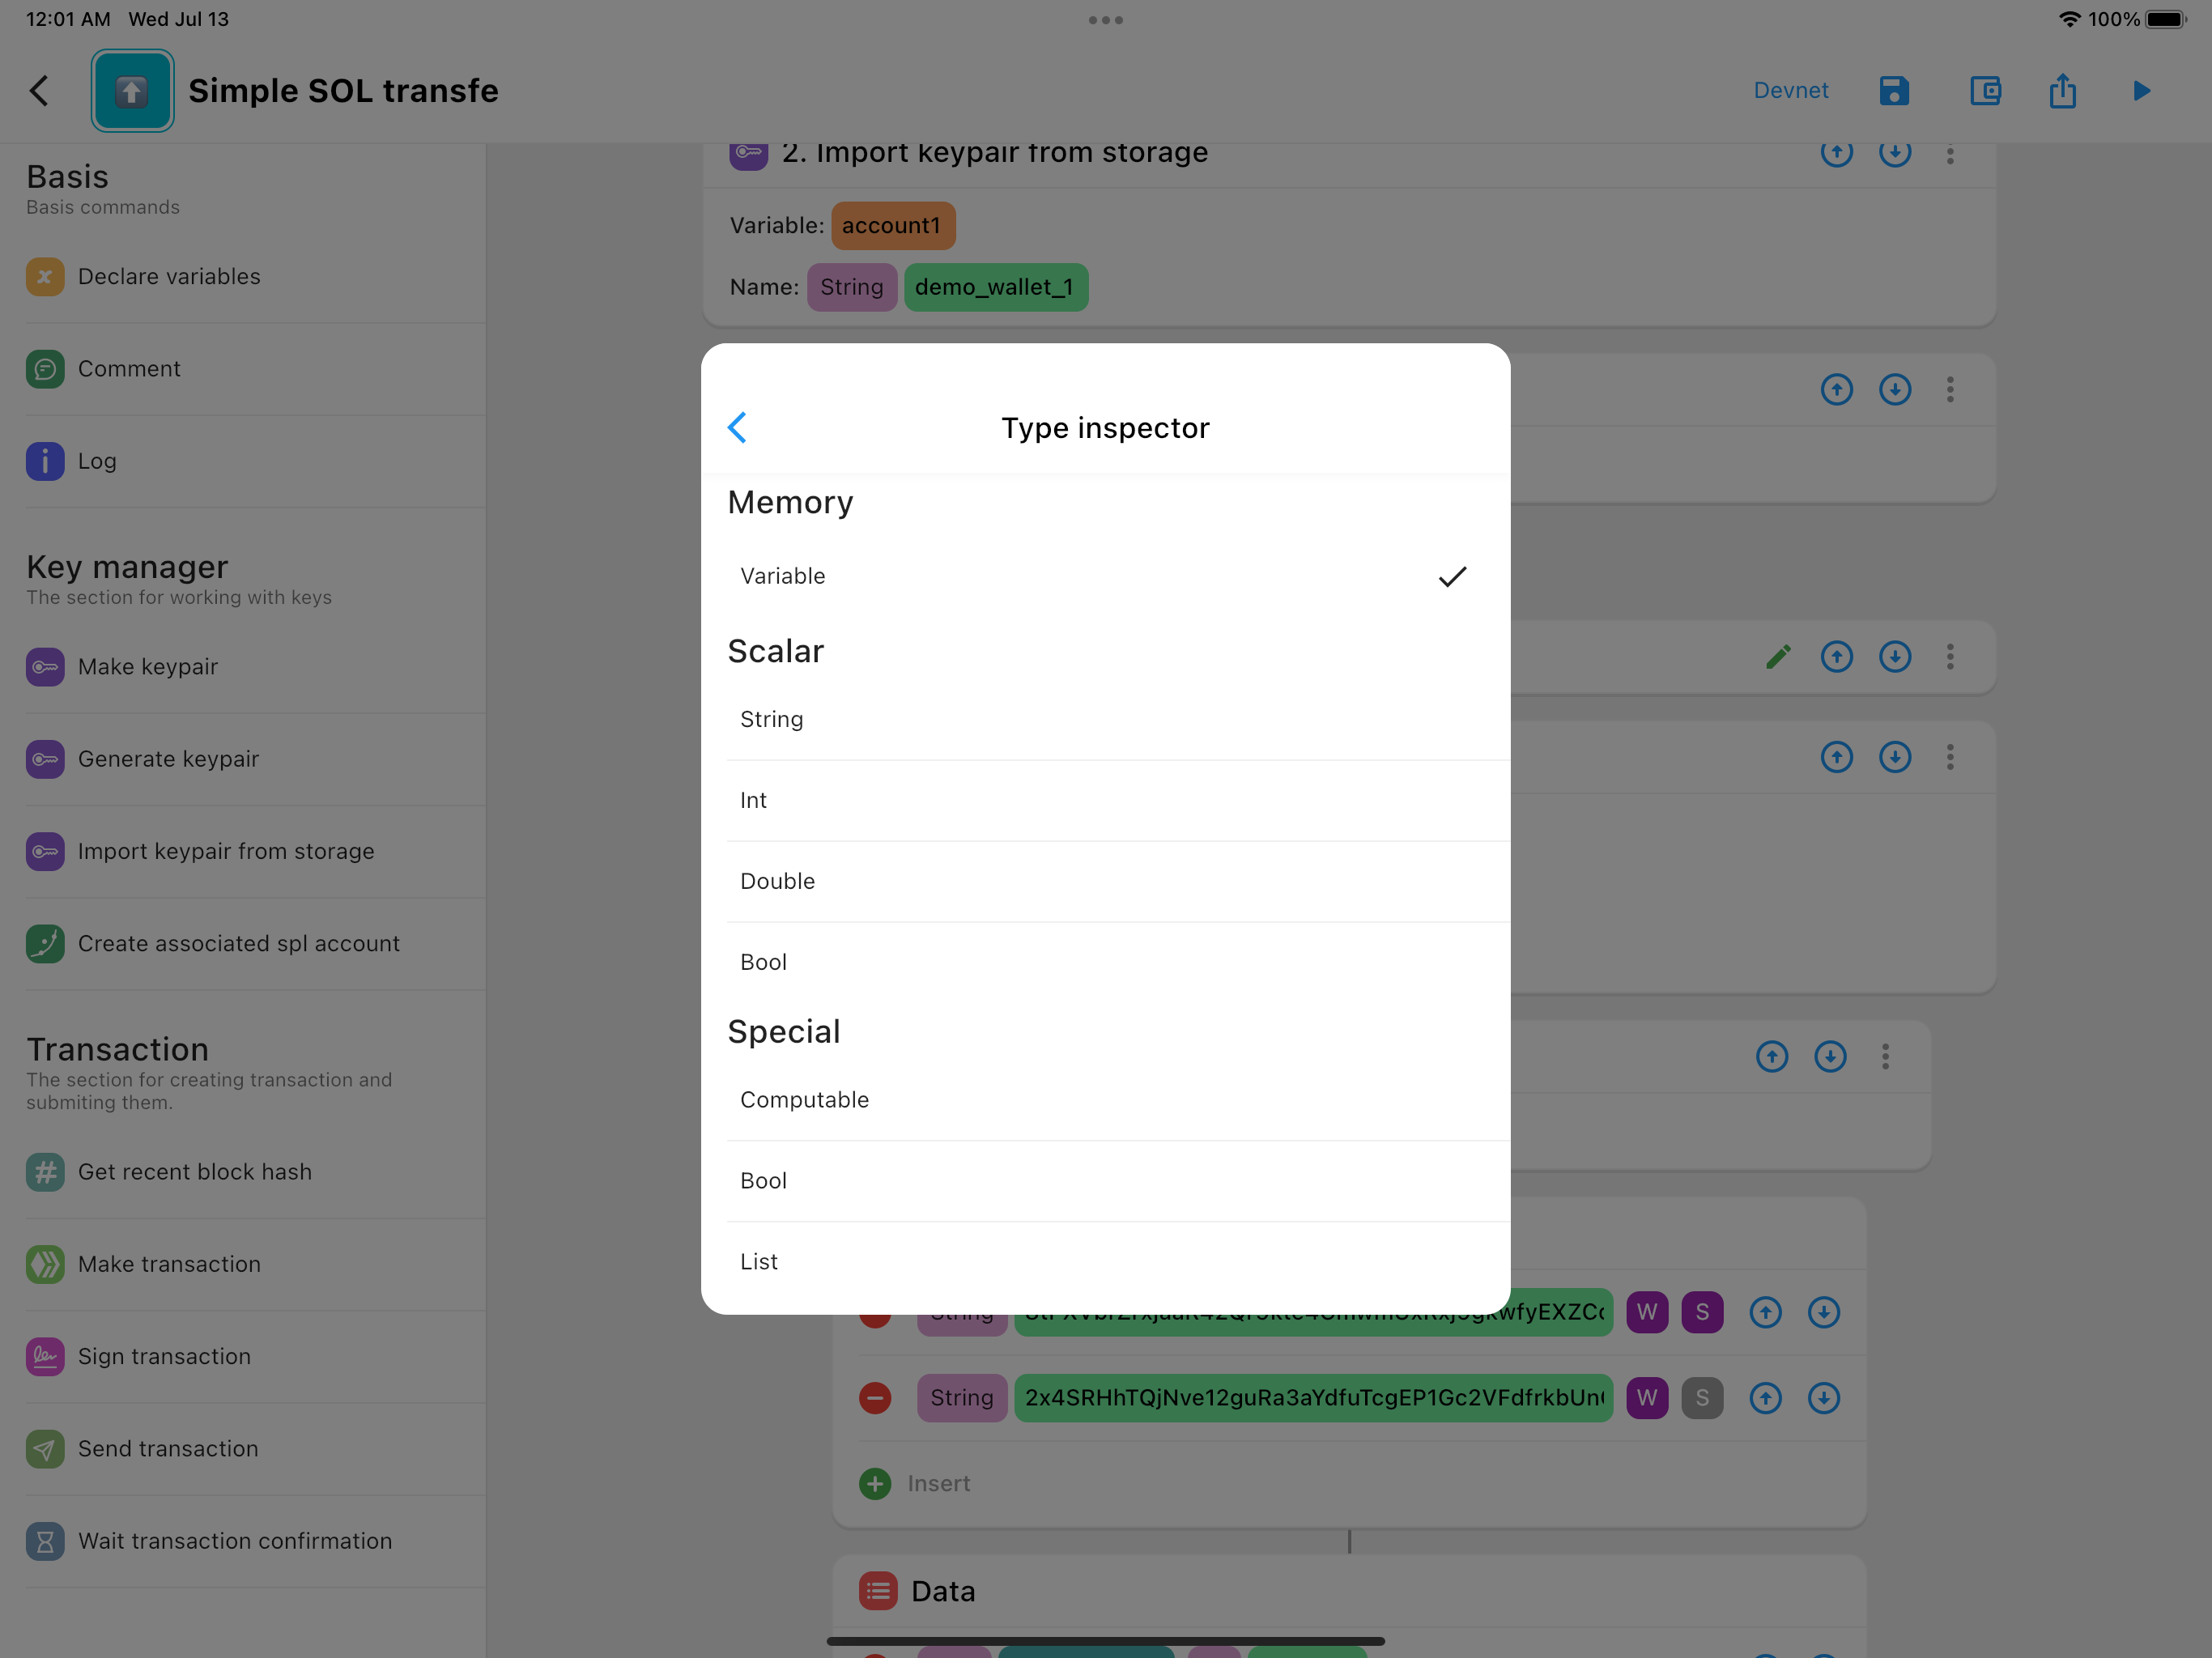 12:01 AM Wed Jul 13
100%
Simple SOL transfe
Devnet
Basis
Basis commands
Declare variables
Comment
Log
Key manager
The section for working with keys
Make keypair
Generate keypair
Import keypair from storage
Create associated spl account
Transaction
The section for creating transaction and
submiting them.
Get recent block hash
Make transaction
Sign transaction
Send transaction
Wait transaction confirmation
2. Import keypair from storage
Variable: account1
Name: String demo_wallet_1
Type inspector
Memory
Variable
Scalar
String
Int
Double
Bool
Special
Computable
Bool
List
String W S
String 2x4SRHhTQjNve12guRa3aYdfuTcgEP1Gc2VFdfrkbUn W S
Insert
Data